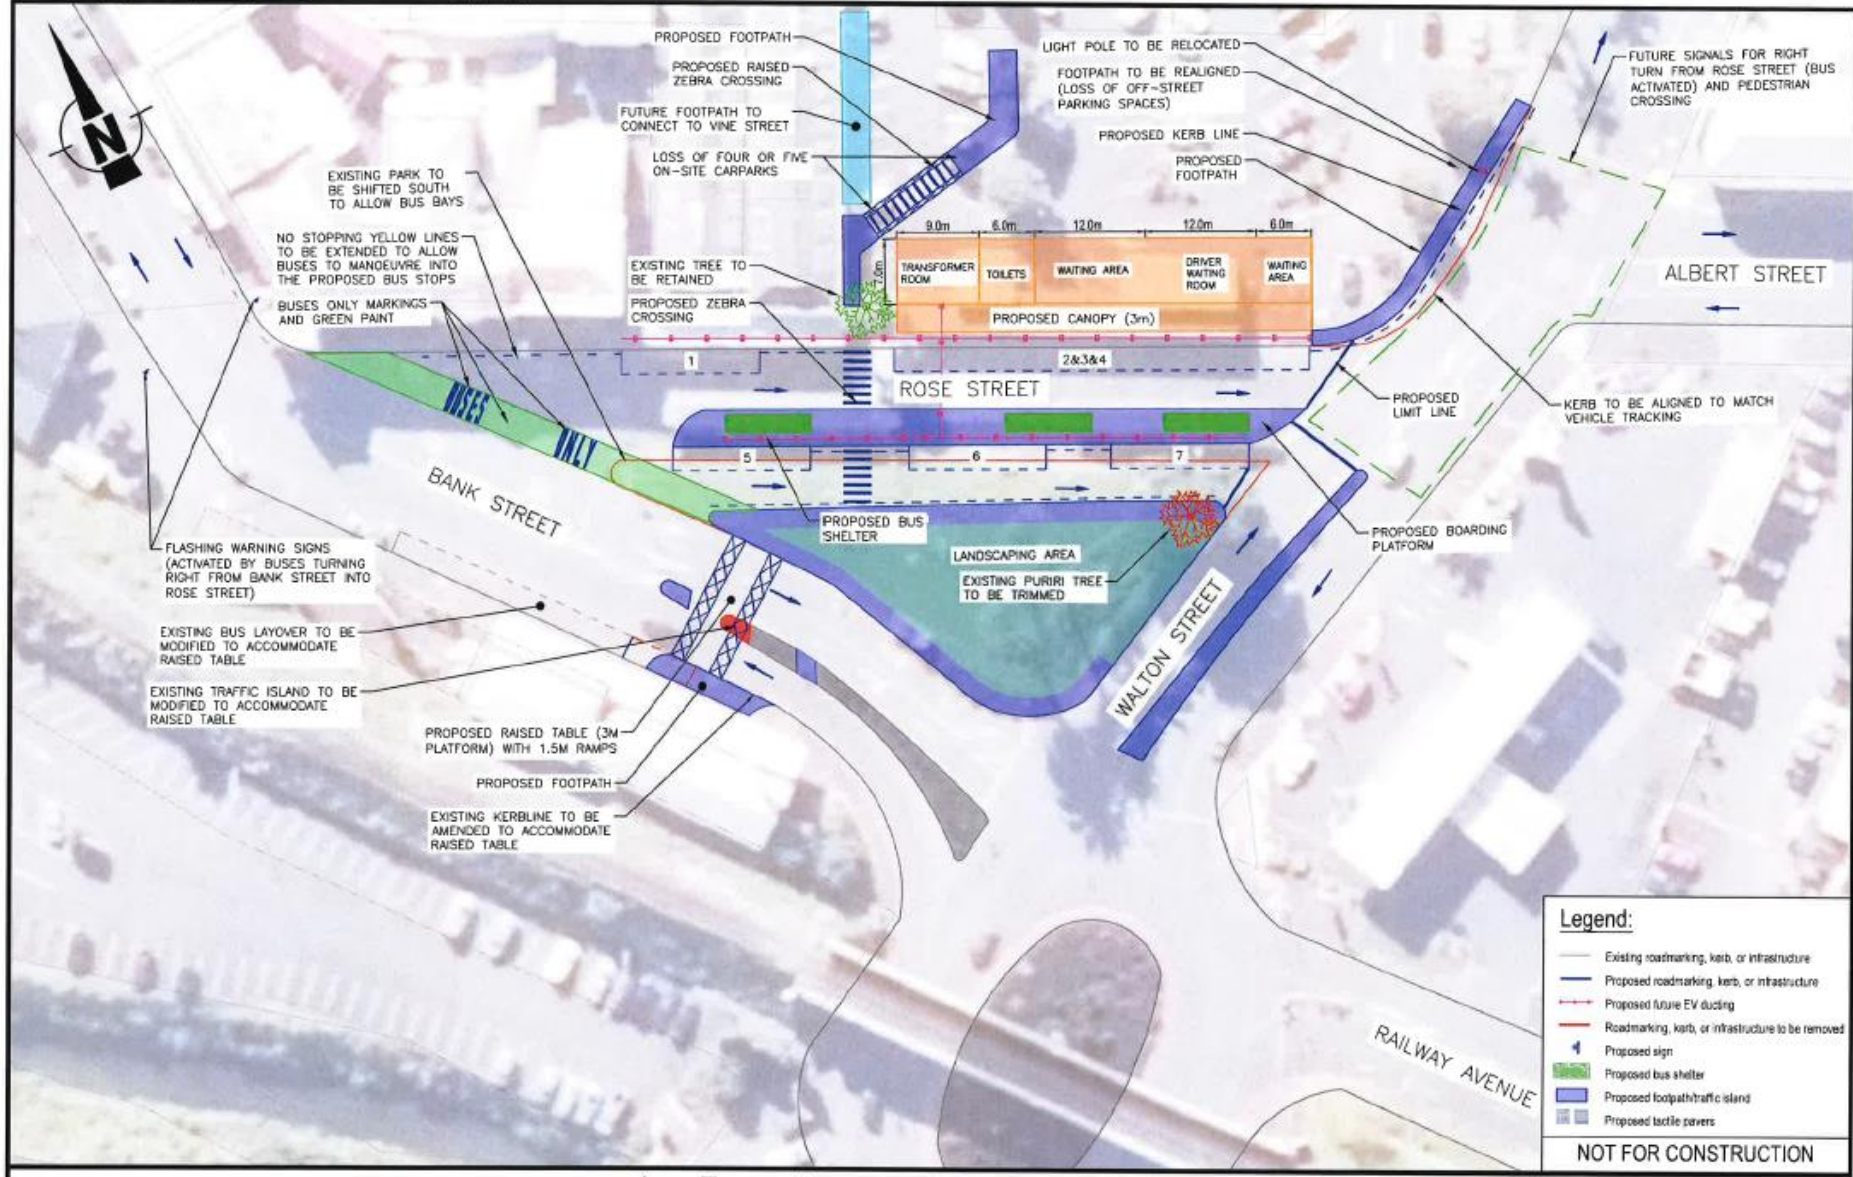 PROPOSED FOOTPATH
PROPOSED RAISED
ZEBRA CROSSING
FUTURE FOOTPATH TO
CONNECT TO VINE STREET
LOSS OF FOUR OR FIVE
ON-SITE CARPARKS
LIGHT POLE TO BE RELOCATED
FOOTPATH TO BE REALIGNED
(LOSS OF OFF-STREET
PARKING SPACES)
PROPOSED KERB LINE
PROPOSED
FOOTPATH
FUTURE SIGNALS FOR RIGHT
TURN FROM ROSE STREET (BUS
ACTIVATED) AND PEDESTRIAN
CROSSING
N
EXISTING PARK TO
BE SHIFTED SOUTH
TO ALLOW BUS BAYS
NO STOPPING YELLOW LINES
TO BE EXTENDED TO ALLOW
BUSES TO MANOEUVRE INTO
THE PROPOSED BUS STOPS
BUSES ONLY MARKINGS
AND GREEN PAINT
EXISTING TREE TO
BE RETAINED
PROPOSED ZEBRA
CROSSING
9.0m 6.0m 12.0m 12.0m 6.0m
7.0m
TRANSFORMER
ROOM
TOILETS
WAITING AREA
DRIVER
WAITING
ROOM
WAITING
AREA
PROPOSED CANOPY (3m)
ALBERT STREET
1
2&3&4
ROSE STREET
BUSES
ONLY
5
6
7
PROPOSED
LIMIT LINE
KERB TO BE ALIGNED TO MATCH
VEHICLE TRACKING
BANK STREET
PROPOSED BUS
SHELTER
PROPOSED BOARDING
PLATFORM
LANDSCAPING AREA
EXISTING PURIRI TREE
TO BE TRIMMED
WALTON STREET
FLASHING WARNING SIGNS
(ACTIVATED BY BUSES TURNING
RIGHT FROM BANK STREET INTO
ROSE STREET)
EXISTING BUS LAYOVER TO BE
MODIFIED TO ACCOMMODATE
RAISED TABLE
EXISTING TRAFFIC ISLAND TO BE
MODIFIED TO ACCOMMODATE
RAISED TABLE
PROPOSED RAISED TABLE (3M
PLATFORM) WITH 1.5M RAMPS
PROPOSED FOOTPATH
EXISTING KERBLINE TO BE
AMENDED TO ACCOMMODATE
RAISED TABLE
RAILWAY AVENUE
Legend:
Existing roadmarking, kerb, or infrastructure
Proposed roadmarking, kerb, or infrastructure
Proposed future EV ducting
Roadmarking, kerb, or infrastructure to be removed
Proposed sign
Proposed bus shelter
Proposed footpath/traffic island
Proposed tactile pavers
NOT FOR CONSTRUCTION